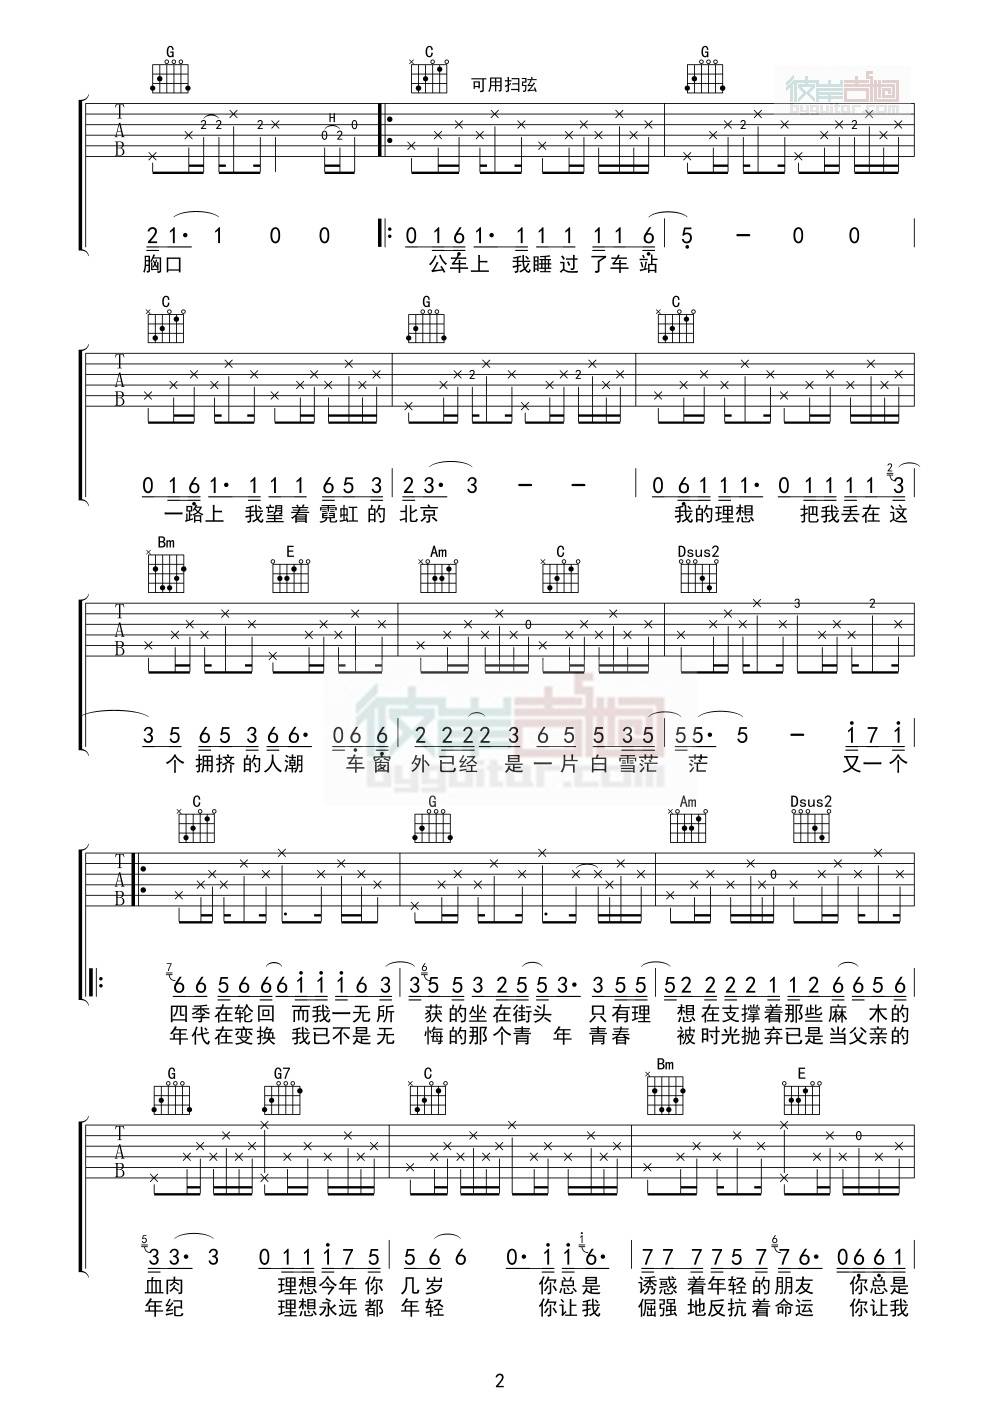 G C 可用扫弦 G
彼岸吉他
byguitar.com
T A B × 2 2 × 2 × 0 H 2 0
2 1· 1 0 0 0 1 6 1· 1 1 1 1 1 6 5 — 0 0
胸口 公车上 我睡过了车站
C G C
T A B
0 1 6 1· 1 1 1 6 5 3 2 3· 3 — — 0 6 1 1 1· 0 1 1 1 1 2 3
一路上 我望着霓虹的北京 我的理想 把我丢在这
Bm E Am C Dsus2
T A B 0 3 2
3 5 6 5 3 6 6· 0 6 6 2 2 2 2 3 6 5 5 3 5 5 5· 5 — 1 7 1
个 拥挤的人潮 车窗 外已经 是一片白雪茫 茫 又一个
彼岸吉他
byguitar.com
C G Am Dsus2
T A B 0
7 6 6 5 6 6 6 1 1 1 6 3 3 6 5 5 3 2 5 5 3· 3 5 5 5 2 2 2 2 1 1 2 6 6 5 6
四季在轮回 而我一无所 获的坐在街头 只有理 想在支撑着那些麻 木的
年代在变换 我已不是无 悔的那个青 年 青春 被时光抛弃已是当父亲的
G G7 C Bm E
T A B 0
5 3 3· 3 0 1 1 1 7 5 5 6 6 0· 1 1 1 6· 7 7 7 7 5 7 6 7 6· 0 6 6 1
血肉 理想今年你 几岁 你总是 诱惑 着年轻的朋友 你总是
年纪 理想永远都 年轻 你让我 倔强 地反抗着命运 你让我
2